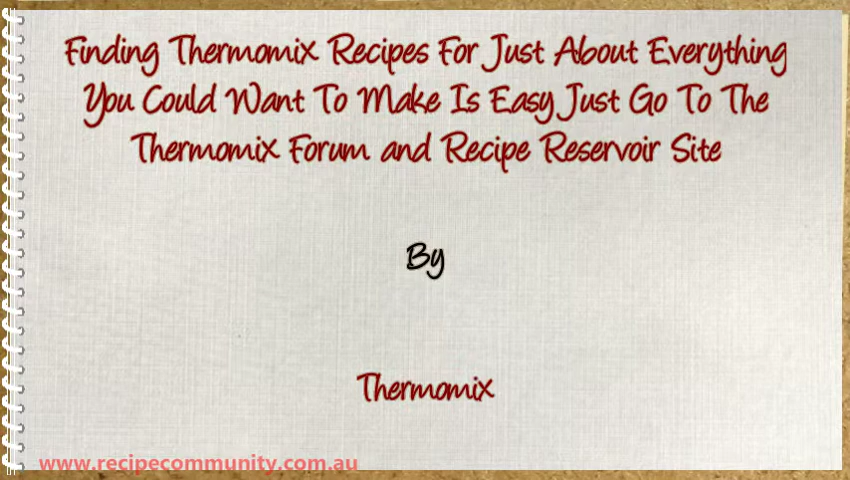 Finding Thermomix Recipes For Just About Everything
You Could Want To Make Is Easy Just Go To The
Thermomix Forum and Recipe Reservoir Site
By
Thermomix
www.recipecommunity.com.au